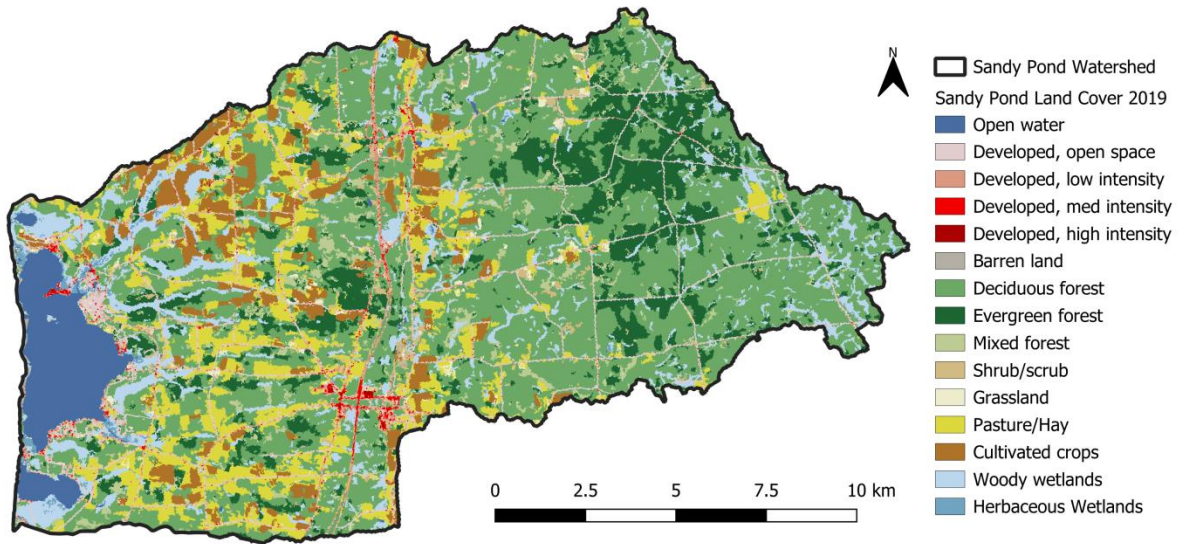 N
Sandy Pond Watershed
Sandy Pond Land Cover 2019
Open water
Developed, open space
Developed, low intensity
Developed, med intensity
Developed, high intensity
Barren land
Deciduous forest
Evergreen forest
Mixed forest
Shrub/scrub
Grassland
Pasture/Hay
Cultivated crops
Woody wetlands
Herbaceous Wetlands
0 2.5 5 7.5 10 km